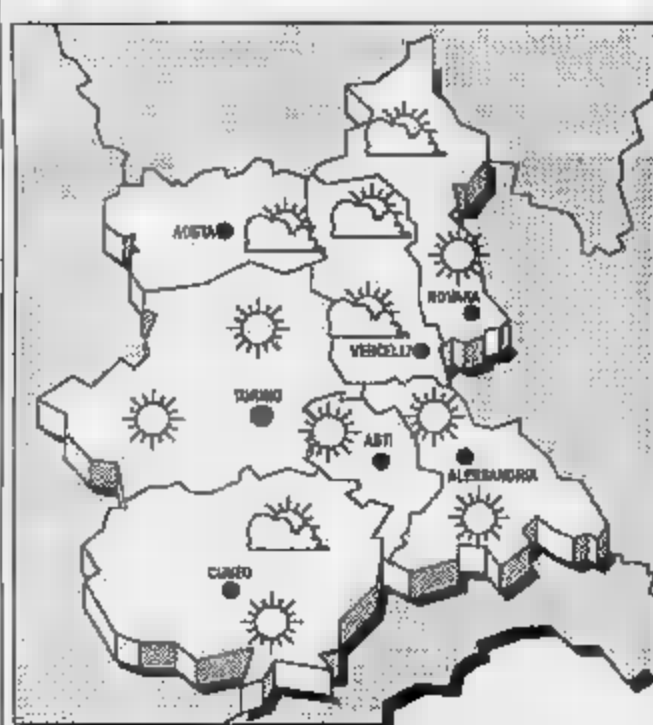 AOSTA
NOVARA
VERCELLI
TORINO
ASTI
ALESSANDRIA
CUNEO